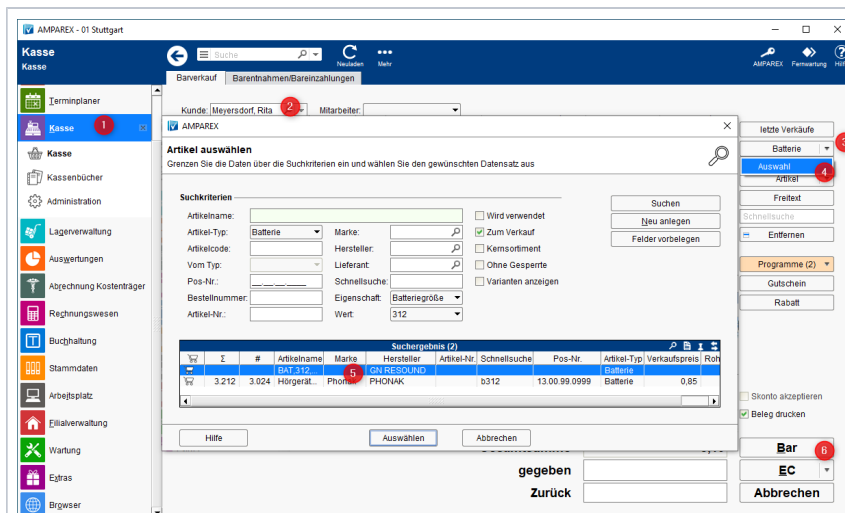 AMPAREX - 01 Stuttgart
Kasse
Kasse
Suche
Neuladen
Mehr
AMPAREX
Fernwartung
Hilf
Barverkauf
Barentnahmen/Bareinzahlungen
Terminplaner
Kasse
1
Kasse
Kassenbücher
Administration
Lagerverwaltung
Auswertungen
Abrechnung Kostenträger
Rechnungswesen
Buchhaltung
Stammdaten
Arbeitsplatz
Filialverwaltung
Wartung
Extras
Browser
Kunde: Meyersdorf, Rita
2
Mitarbeiter:
AMPAREX
Artikel auswählen
Grenzen Sie die Daten über die Suchkriterien ein und wählen Sie den gewünschten Datensatz aus
Suchkriterien
Artikelname:
Wird verwendet
Suchen
Artikel-Typ: Batterie
Marke:
Zum Verkauf
Neu anlegen
Artikelcode:
Hersteller:
Kernsortiment
Felder vorbelegen
Vom Typ:
Lieferant:
Ohne Gesperrte
Pos-Nr.: __.__.__.____
Schnellsuche:
Varianten anzeigen
Bestellnummer:
Eigenschaft: Batteriegröße
Artikel-Nr.:
Wert: 312
Suchergebnis (2)
Σ # Artikelname Marke Hersteller Artikel-Nr. Schnellsuche Pos-Nr. Artikel-Typ Verkaufspreis Roh
BAT,312,... GN RESOUND Batterie
5
3.212 3.024 Hörgerät... Phonak PHONAK b312 13.00.99.0999 Batterie 0,85
Hilfe
Auswählen
Abbrechen
letzte Verkäufe
Batterie
3
Auswahl
4
Artikel
Freitext
Schnellsuche
Entfernen
Programme (2)
Gutschein
Rabatt
Skonto akzeptieren
Beleg drucken
gegeben
Zurück
Bar
6
EC
Abbrechen